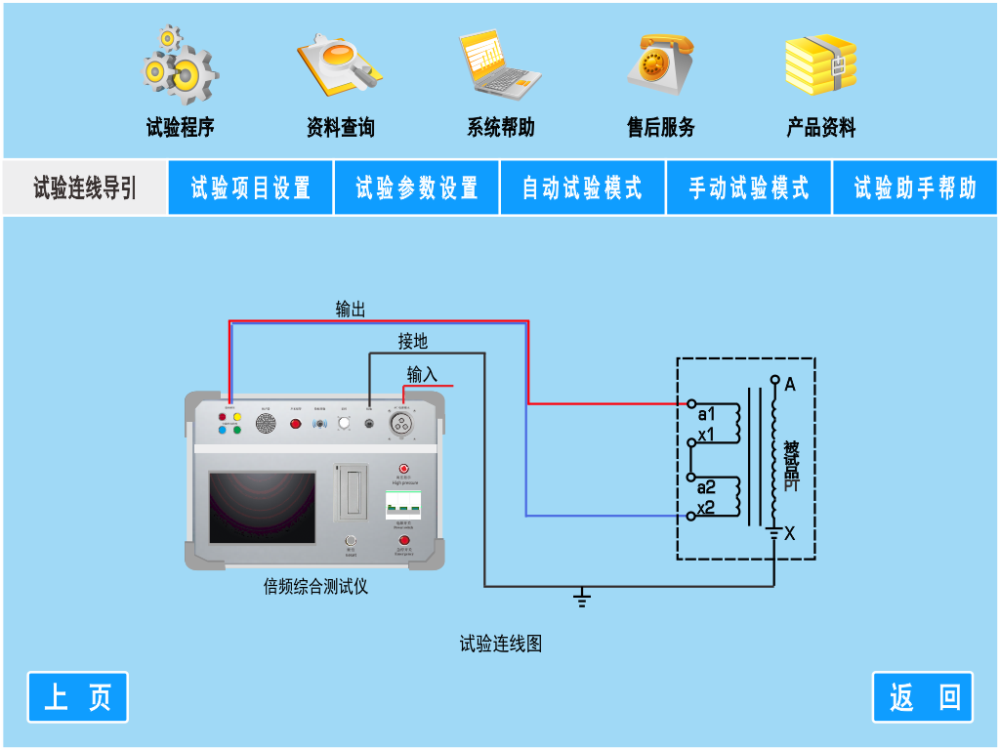 试验程序
资料查询
系统帮助
售后服务
产品资料
试验连线导引
试验项目设置
试验参数设置
自动试验模式
手动试验模式
试验助手帮助
输出
接地
输入
A
a1
x1
被试品PT
a2
x2
X
High pressure
倍频综合测试仪
试验连线图
上 页
返 回